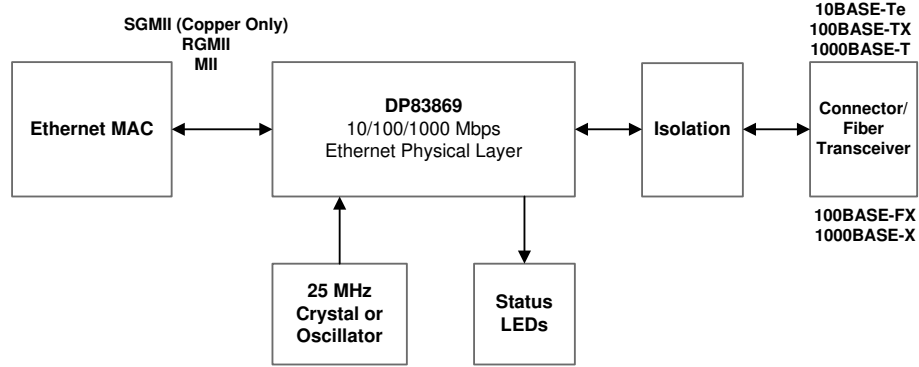 SGMII (Copper Only)
RGMII
MII
10BASE-Te
100BASE-TX
1000BASE-T
Ethernet MAC
DP83869
10/100/1000 Mbps
Ethernet Physical Layer
Isolation
Connector/
Fiber
Transceiver
100BASE-FX
1000BASE-X
25 MHz
Crystal or
Oscillator
Status
LEDs